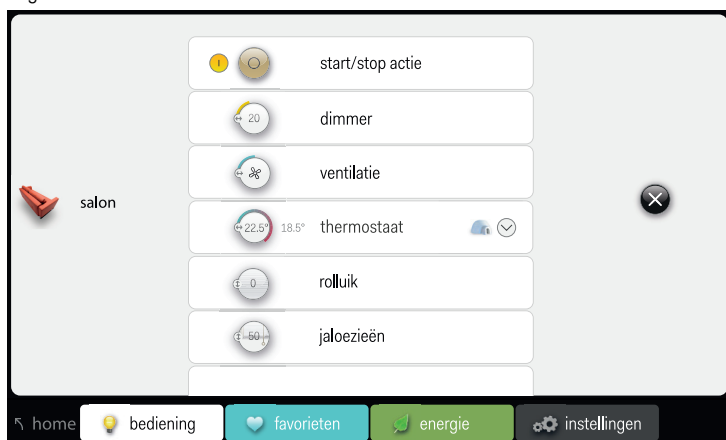 start/stop actie
20 dimmer
ventilatie
salon
22.5° 18.5° thermostaat 1
0 rolluik
50 jaloezieën
home bediening favorieten energie instellingen